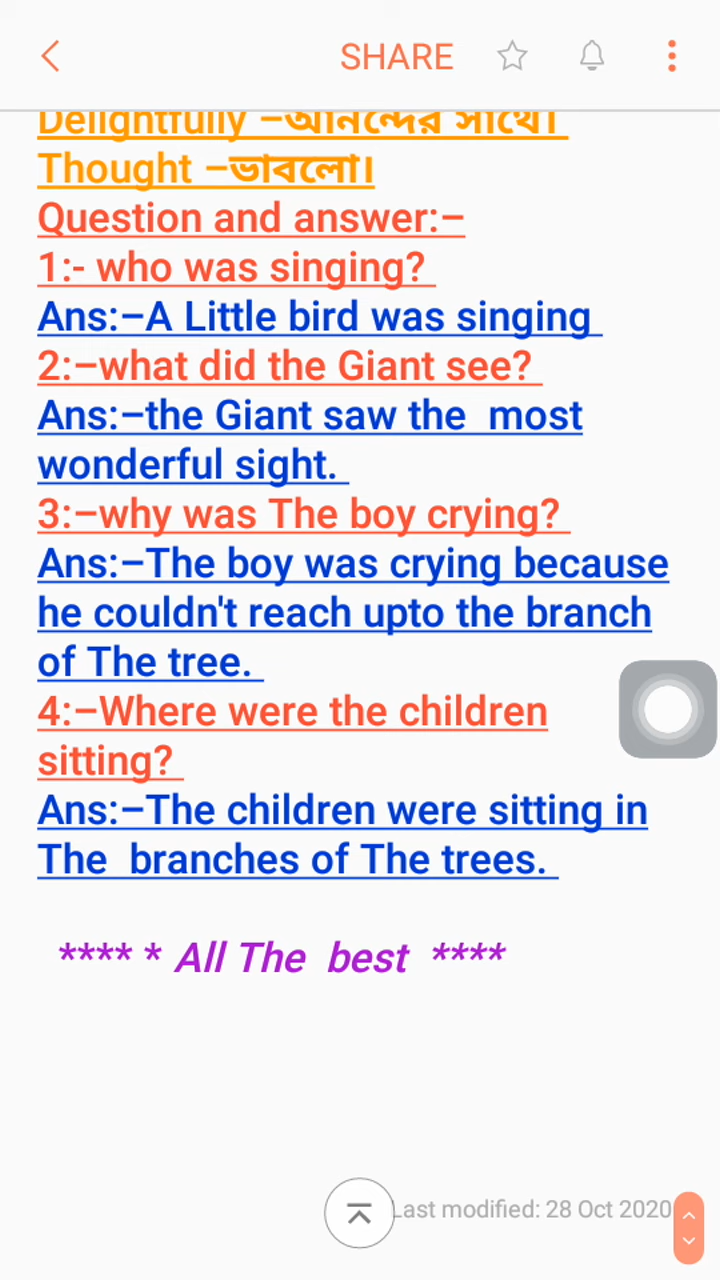 SHARE
Delightfully –আনন্দের সাথে।
Thought –ভাবলো।
Question and answer:–
1:- who was singing?
Ans:–A Little bird was singing
2:–what did the Giant see?
Ans:–the Giant saw the  most
wonderful sight.
3:–why was The boy crying?
Ans:–The boy was crying because
he couldn't reach upto the branch
of The tree.
4:–Where were the children
sitting?
Ans:–The children were sitting in
The  branches of The trees.
**** * All The  best  ****
Last modified: 28 Oct 2020